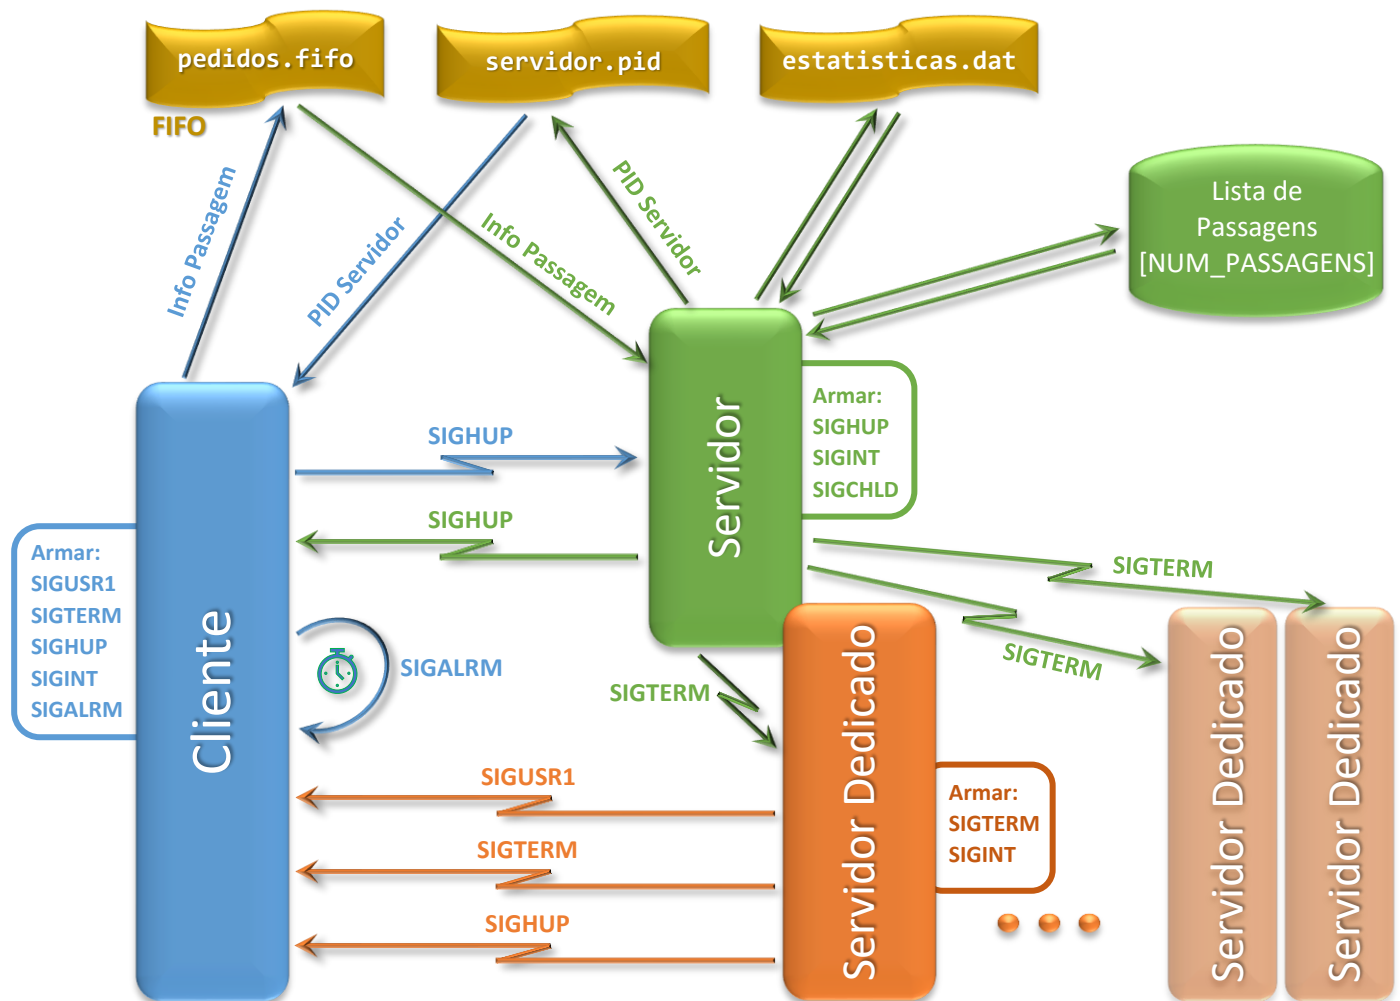 pedidos.fifo
servidor.pid
estatisticas.dat
FIFO
Info Passagem
PID Servidor
Info Passagem
PID Servidor
Lista de
Passagens
[NUM_PASSAGENS]
Servidor
Armar:
SIGHUP
SIGINT
SIGCHLD
SIGHUP
SIGHUP
Cliente
Armar:
SIGUSR1
SIGTERM
SIGHUP
SIGINT
SIGALRM
SIGALRM
SIGTERM
SIGTERM
SIGTERM
Servidor Dedicado
Armar:
SIGTERM
SIGINT
Servidor Dedicado
Servidor Dedicado
SIGUSR1
SIGTERM
SIGHUP